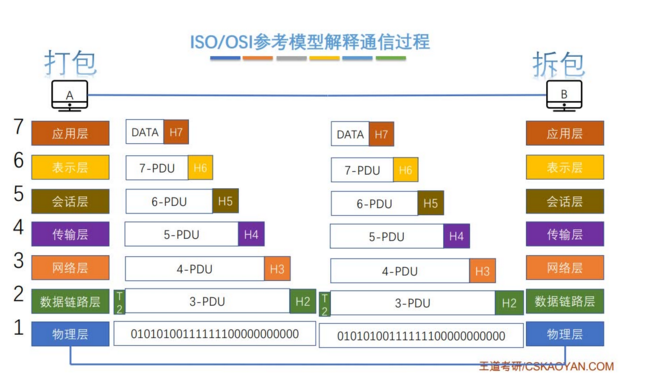 ISO/OSI参考模型解释通信过程
打包
拆包
A
B
7 应用层 DATA H7 DATA H7 应用层
6 表示层 7-PDU H6 7-PDU H6 表示层
5 会话层 6-PDU H5 6-PDU H5 会话层
4 传输层 5-PDU H4 5-PDU H4 传输层
3 网络层 4-PDU H3 4-PDU H3 网络层
2 数据链路层 T2 3-PDU H2 T2 3-PDU H2 数据链路层
1 物理层 01010100111111100000000000 01010100111111100000000000 物理层
王道考研/CSKAOYAN.COM